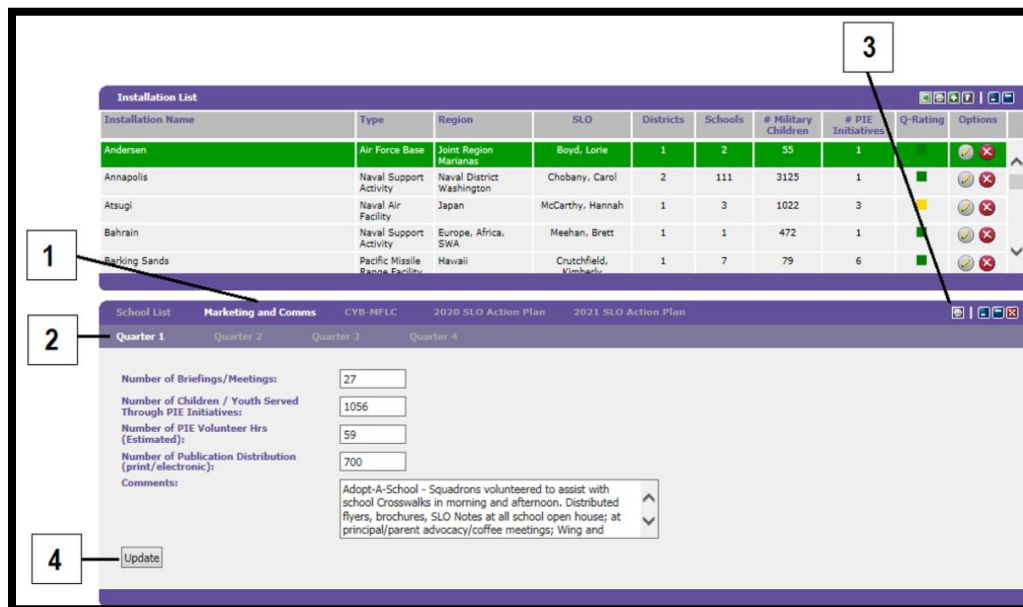 3
Installation List
Installation Name Type Region SLO Districts Schools # Military Children # PIE Initiatives Q-Rating Options
Andersen Air Force Base Joint Region Marianas Boyd, Lorie 1 2 55 1
Annapolis Naval Support Activity Naval District Washington Chobany, Carol 2 111 3125 1
Atsugi Naval Air Facility Japan McCarthy, Hannah 1 3 1022 3
Bahrain Naval Support Activity Europe, Africa, SWA Meehan, Brett 1 1 472 1
Barking Sands Pacific Missile Range Facility Hawaii Crutchfield, Kimberly 1 7 79 6
1
School List Marketing and Comms CYB-MFLC 2020 SLO Action Plan 2021 SLO Action Plan
2
Quarter 1 Quarter 2 Quarter 3 Quarter 4
Number of Briefings/Meetings: 27
Number of Children / Youth Served
Through PIE Initiatives: 1056
Number of PIE Volunteer Hrs
(Estimated): 59
Number of Publication Distribution
(print/electronic): 700
Comments:
Adopt-A-School - Squadrons volunteered to assist with
school Crosswalks in morning and afternoon. Distributed
flyers, brochures, SLO Notes at all school open house; at
principal/parent advocacy/coffee meetings; Wing and
4
Update